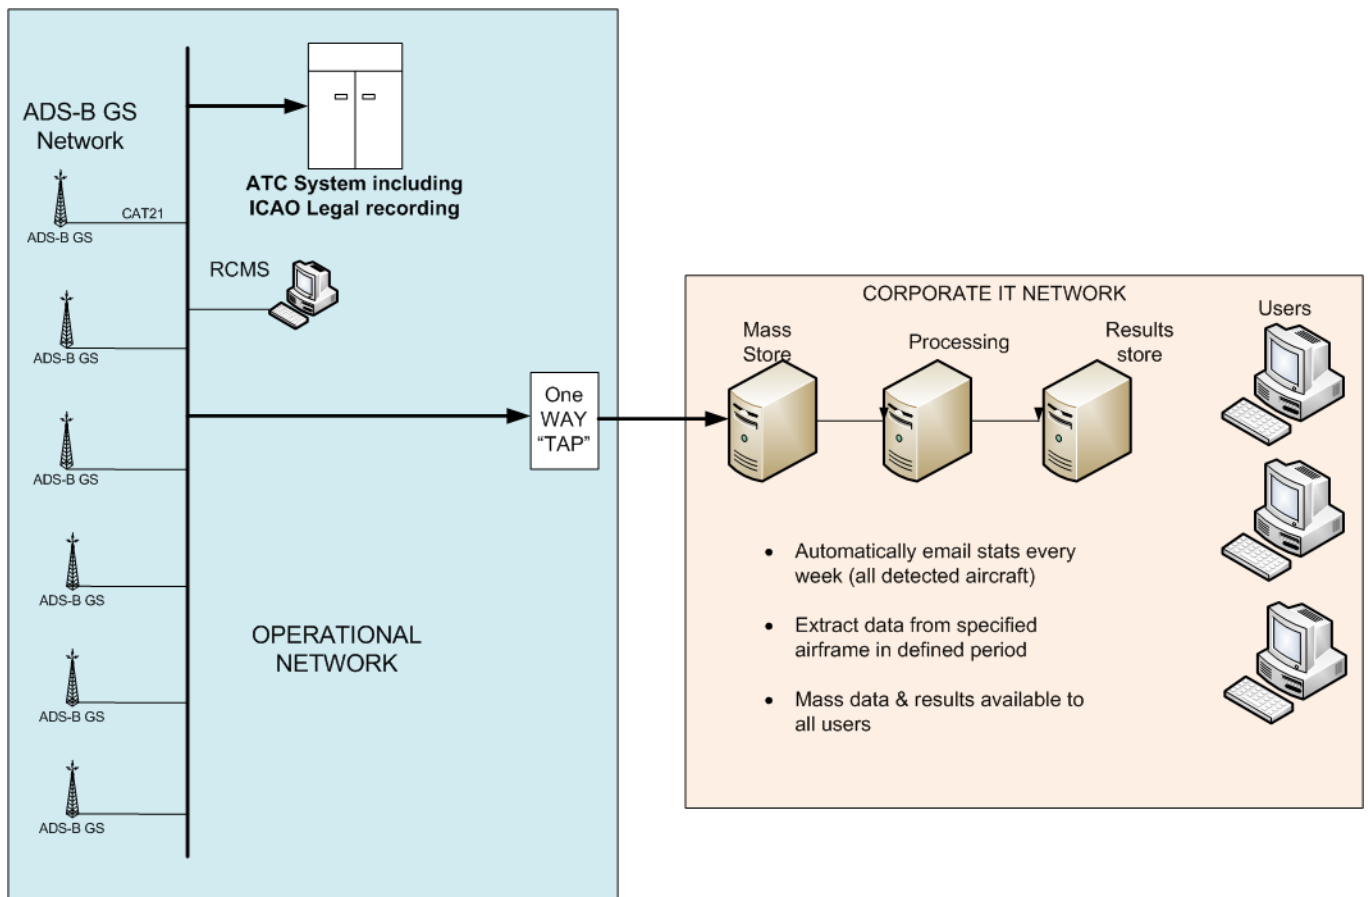 ADS-B GS
Network
CAT21
ADS-B GS
ADS-B GS
ADS-B GS
ADS-B GS
ADS-B GS
ADS-B GS
ATC System including
ICAO Legal recording
RCMS
One
WAY
“TAP”
OPERATIONAL
NETWORK
CORPORATE IT NETWORK
Mass
Store
Processing
Results
store
Users
• Automatically email stats every
week (all detected aircraft)
• Extract data from specified
airframe in defined period
• Mass data & results available to
all users